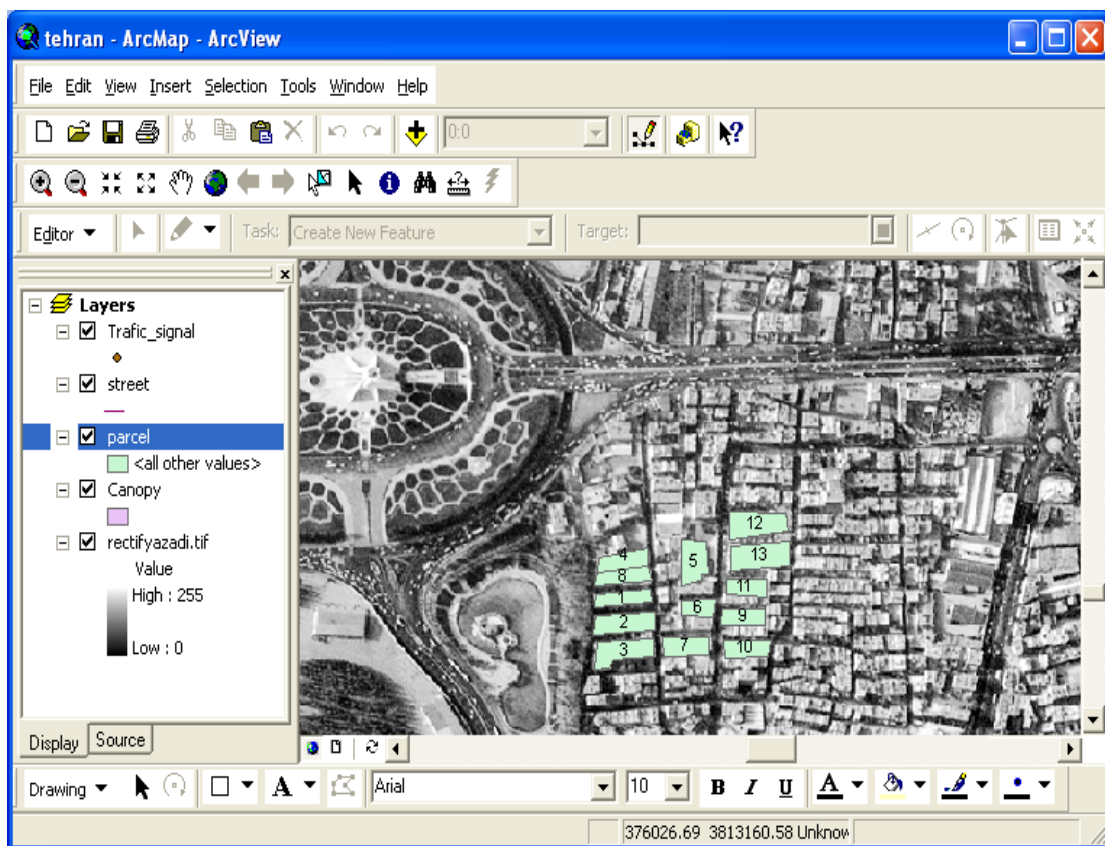 tehran - ArcMap - ArcView
File Edit View Insert Selection Tools Window Help
0:0
Editor Task: Create New Feature Target:
Layers
Trafic_signal
street
parcel
<all other values>
Canopy
rectifyazadi.tif
Value
High : 255
Low : 0
12
4
5
13
8
11
1
6
2
9
3
7
10
Display Source
Drawing A Arial 10 B I U A
376026.69 3813160.58 Unknow